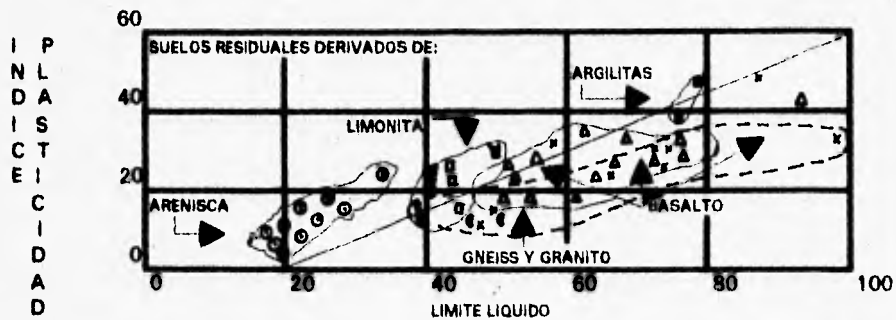 INDICE
PLASTICIDAD
60
40
20
0
SUELOS RESIDUALES DERIVADOS DE:
ARGILITAS
LIMONITA
ARENISCA
BASALTO
GNEISS Y GRANITO
0 20 40 60 80 100
LIMITE LIQUIDO